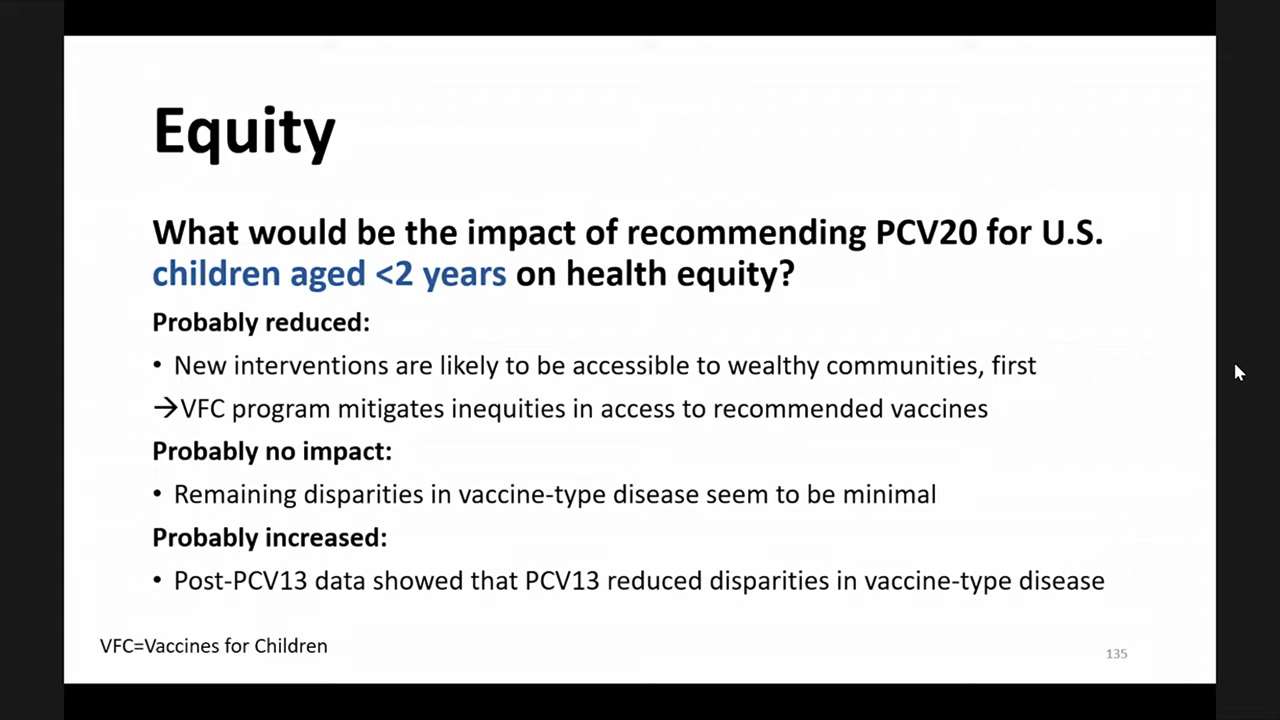 Equity
What would be the impact of recommending PCV20 for U.S.
children aged <2 years on health equity?
Probably reduced:
• New interventions are likely to be accessible to wealthy communities, first
→VFC program mitigates inequities in access to recommended vaccines
Probably no impact:
• Remaining disparities in vaccine-type disease seem to be minimal
Probably increased:
• Post-PCV13 data showed that PCV13 reduced disparities in vaccine-type disease
VFC=Vaccines for Children
135